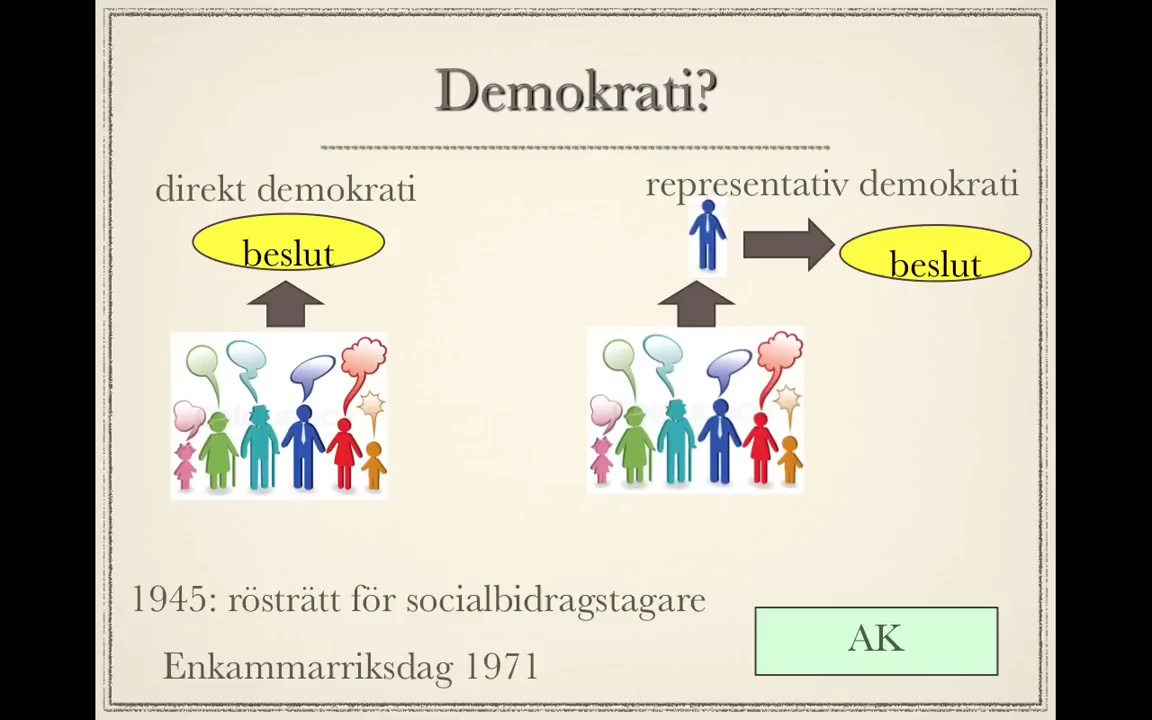 Demokrati?
direkt demokrati
representativ demokrati
beslut
beslut
1945: rösträtt för socialbidragstagare
Enkammarriksdag 1971
AK